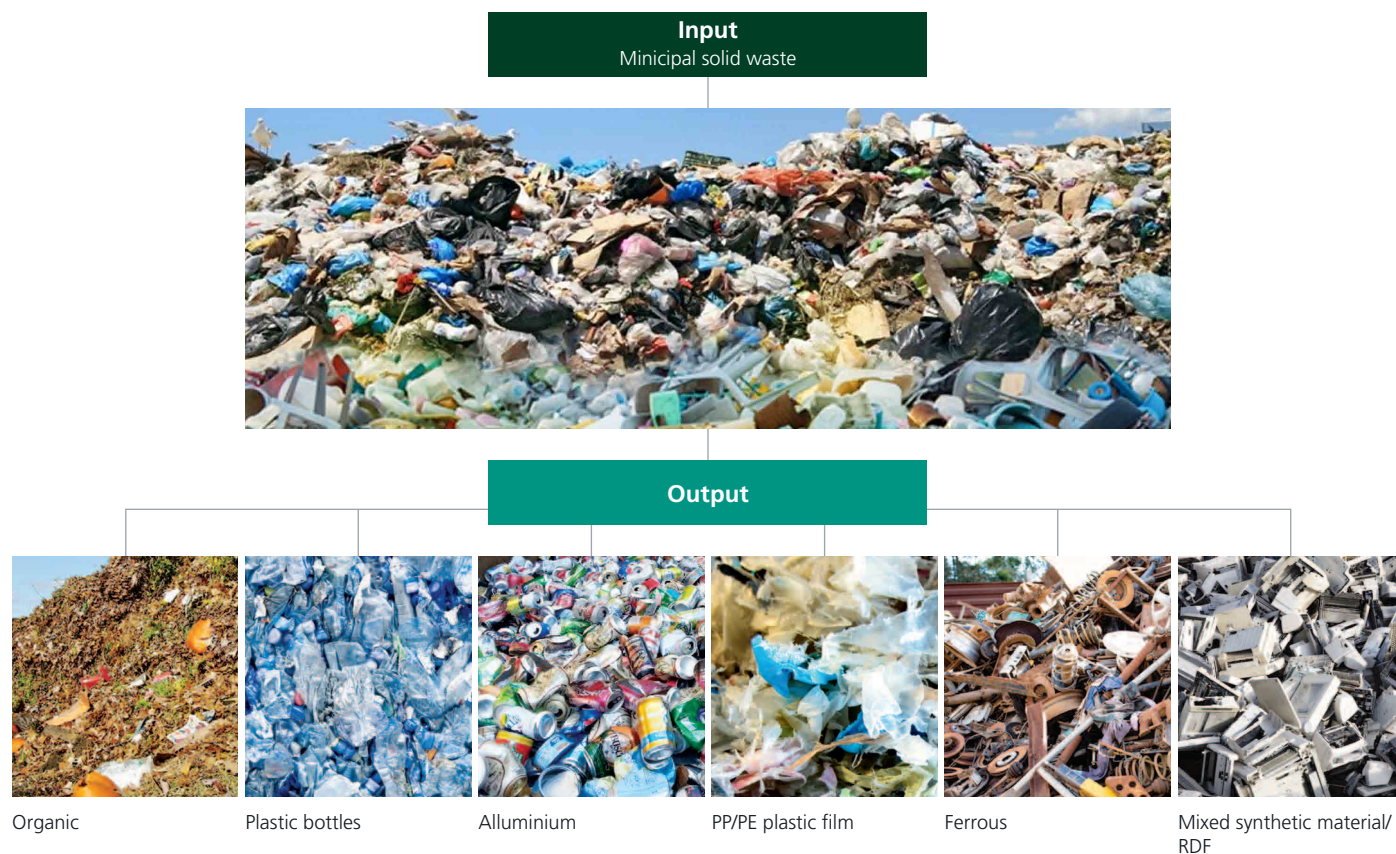 Input
Minicipal solid waste
Output
Organic
Plastic bottles
Alluminium
PP/PE plastic film
Ferrous
Mixed synthetic material/
RDF